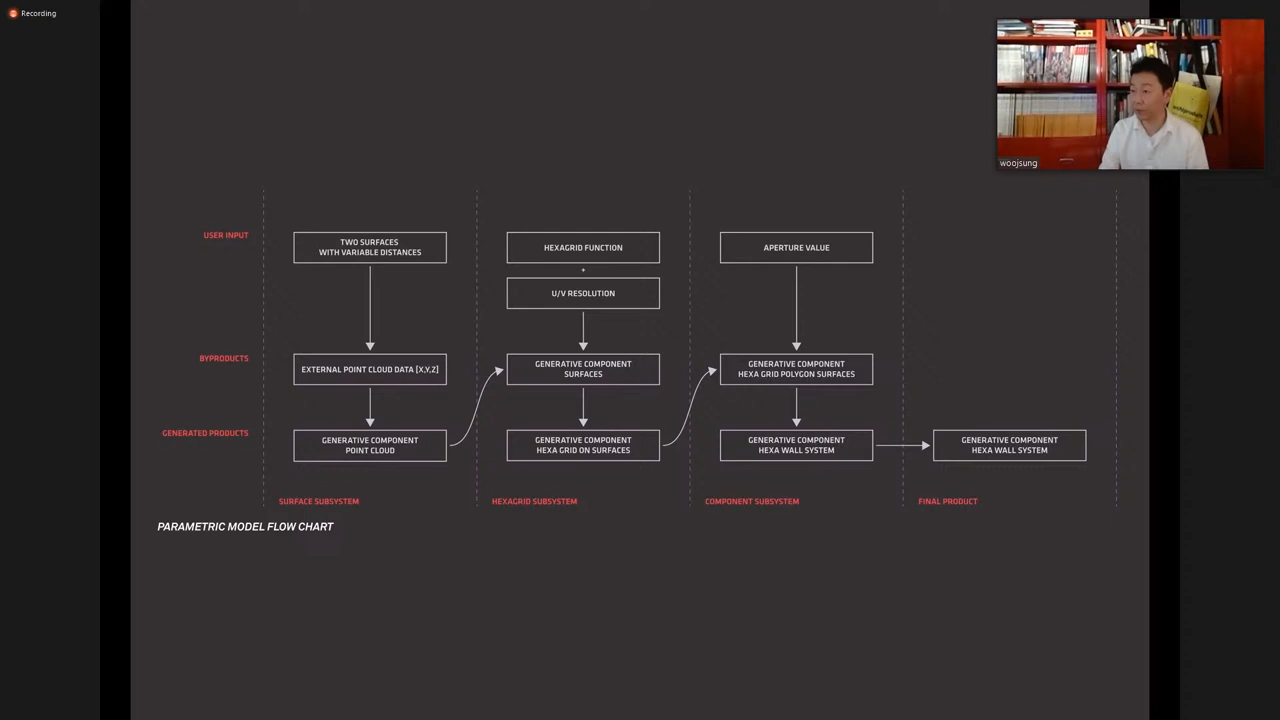 Recording
woojsung
USER INPUT
TWO SURFACES
WITH VARIABLE DISTANCES
HEXAGRID FUNCTION
+
U/V RESOLUTION
APERTURE VALUE
BYPRODUCTS
EXTERNAL POINT CLOUD DATA [X,Y,Z]
GENERATIVE COMPONENT
SURFACES
GENERATIVE COMPONENT
HEXA GRID POLYGON SURFACES
GENERATED PRODUCTS
GENERATIVE COMPONENT
POINT CLOUD
GENERATIVE COMPONENT
HEXA GRID ON SURFACES
GENERATIVE COMPONENT
HEXA WALL SYSTEM
GENERATIVE COMPONENT
HEXA WALL SYSTEM
SURFACE SUBSYSTEM
HEXAGRID SUBSYSTEM
COMPONENT SUBSYSTEM
FINAL PRODUCT
PARAMETRIC MODEL FLOW CHART